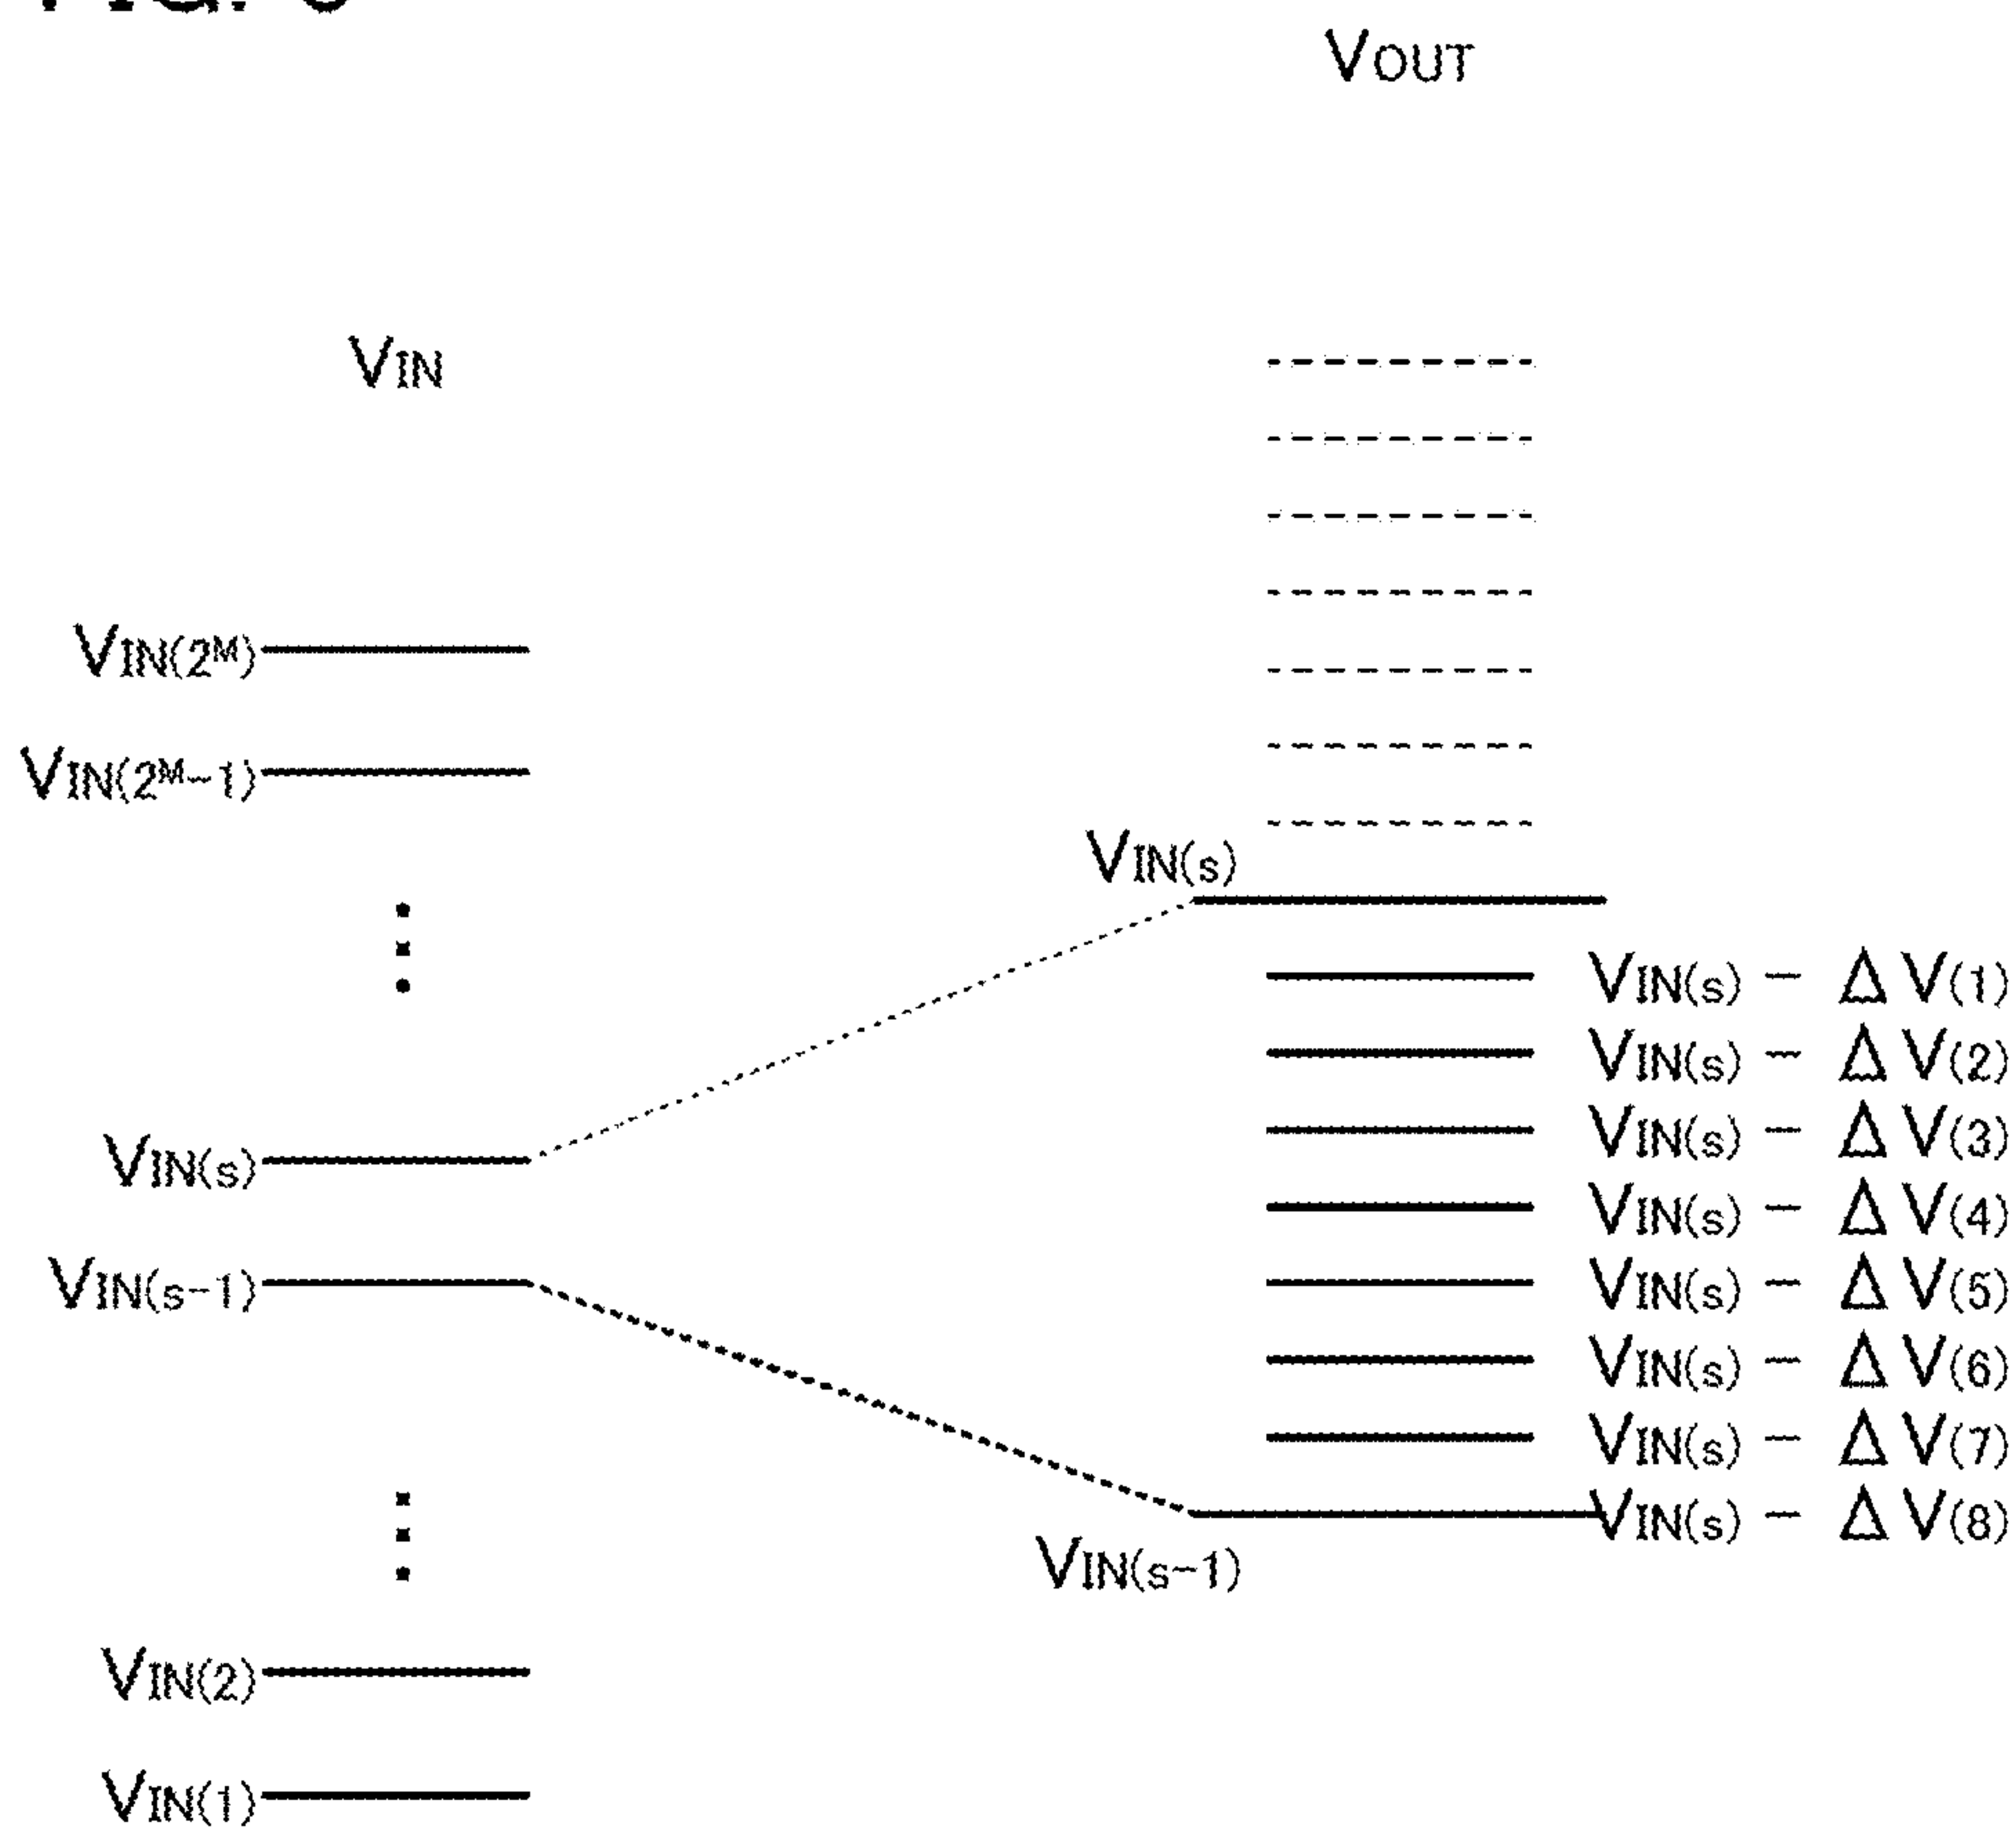 VOUT
VIN
VIN(2^M)
VIN(2^M-1)
VIN(s)
VIN(s) - ΔV(1)
VIN(s) - ΔV(2)
VIN(s) - ΔV(3)
VIN(s)
VIN(s) - ΔV(4)
VIN(s-1)
VIN(s) - ΔV(5)
VIN(s) - ΔV(6)
VIN(s) - ΔV(7)
VIN(s) - ΔV(8)
VIN(s-1)
VIN(2)
VIN(1)